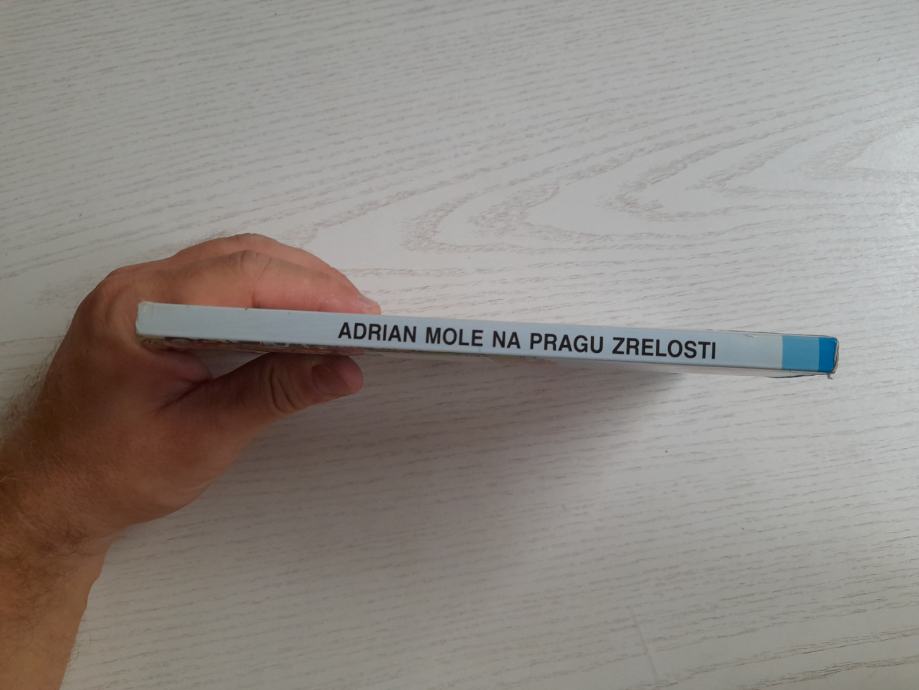 ADRIAN MOLE NA PRAGU ZRELOSTI